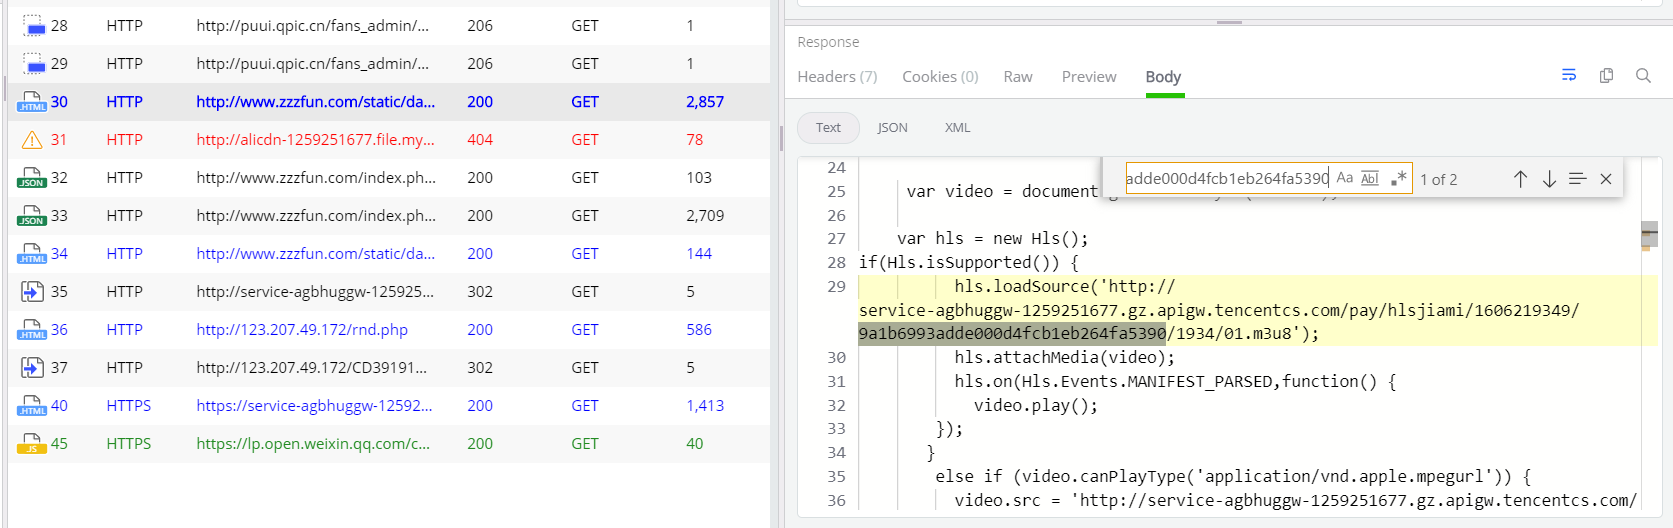 28 HTTP http://puui.qpic.cn/fans_admin/... 206 GET 1
29 HTTP http://puui.qpic.cn/fans_admin/... 206 GET 1
.HTML 30 HTTP http://www.zzzfun.com/static/da... 200 GET 2,857
31 HTTP http://alicdn-1259251677.file.my... 404 GET 78
.JSON 32 HTTP http://www.zzzfun.com/index.ph... 200 GET 103
.JSON 33 HTTP http://www.zzzfun.com/index.ph... 200 GET 2,709
.HTML 34 HTTP http://www.zzzfun.com/static/da... 200 GET 144
35 HTTP http://service-agbhuggw-125925... 302 GET 5
.HTML 36 HTTP http://123.207.49.172/rnd.php 200 GET 586
37 HTTP http://123.207.49.172/CD39191... 302 GET 5
.HTML 40 HTTPS https://service-agbhuggw-12592... 200 GET 1,413
.JS 45 HTTPS https://lp.open.weixin.qq.com/c... 200 GET 40
Response
Headers (7) Cookies (0) Raw Preview Body
Text JSON XML
adde000d4fcb1eb264fa5390 Aa Abl .* 1 of 2
24
25 var video = document
26
27 var hls = new Hls();
28 if(Hls.isSupported()) {
29 hls.loadSource('http://
service-agbhuggw-1259251677.gz.apigw.tencentcs.com/pay/hlsjiami/1606219349/
9a1b6993adde000d4fcb1eb264fa5390/1934/01.m3u8');
30 hls.attachMedia(video);
31 hls.on(Hls.Events.MANIFEST_PARSED,function() {
32 video.play();
33 });
34 }
35 else if (video.canPlayType('application/vnd.apple.mpegurl')) {
36 video.src = 'http://service-agbhuggw-1259251677.gz.apigw.tencentcs.com/